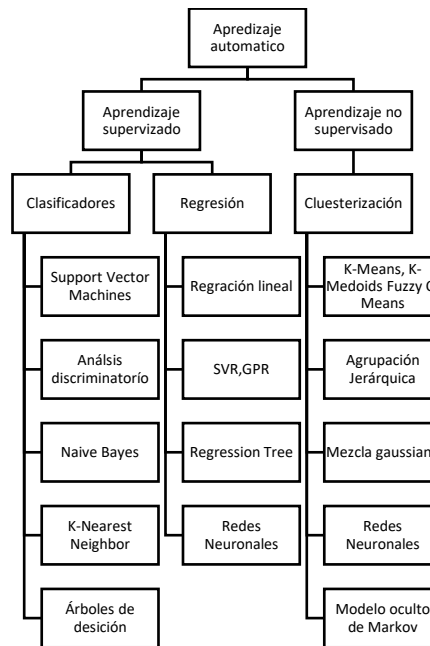 Apredizaje
automatico
Aprendizaje
supervizado
Aprendizaje no
supervisado
Clasificadores
Regresión
Cluesterización
Support Vector
Machines
Análsis
discriminatorío
Naive Bayes
K-Nearest
Neighbor
Árboles de
desición
Regración lineal
SVR,GPR
Regression Tree
Redes
Neuronales
K-Means, K-
Medoids Fuzzy C
Means
Agrupación
Jerárquica
Mezcla gaussian
Redes
Neuronales
Modelo oculto
de Markov